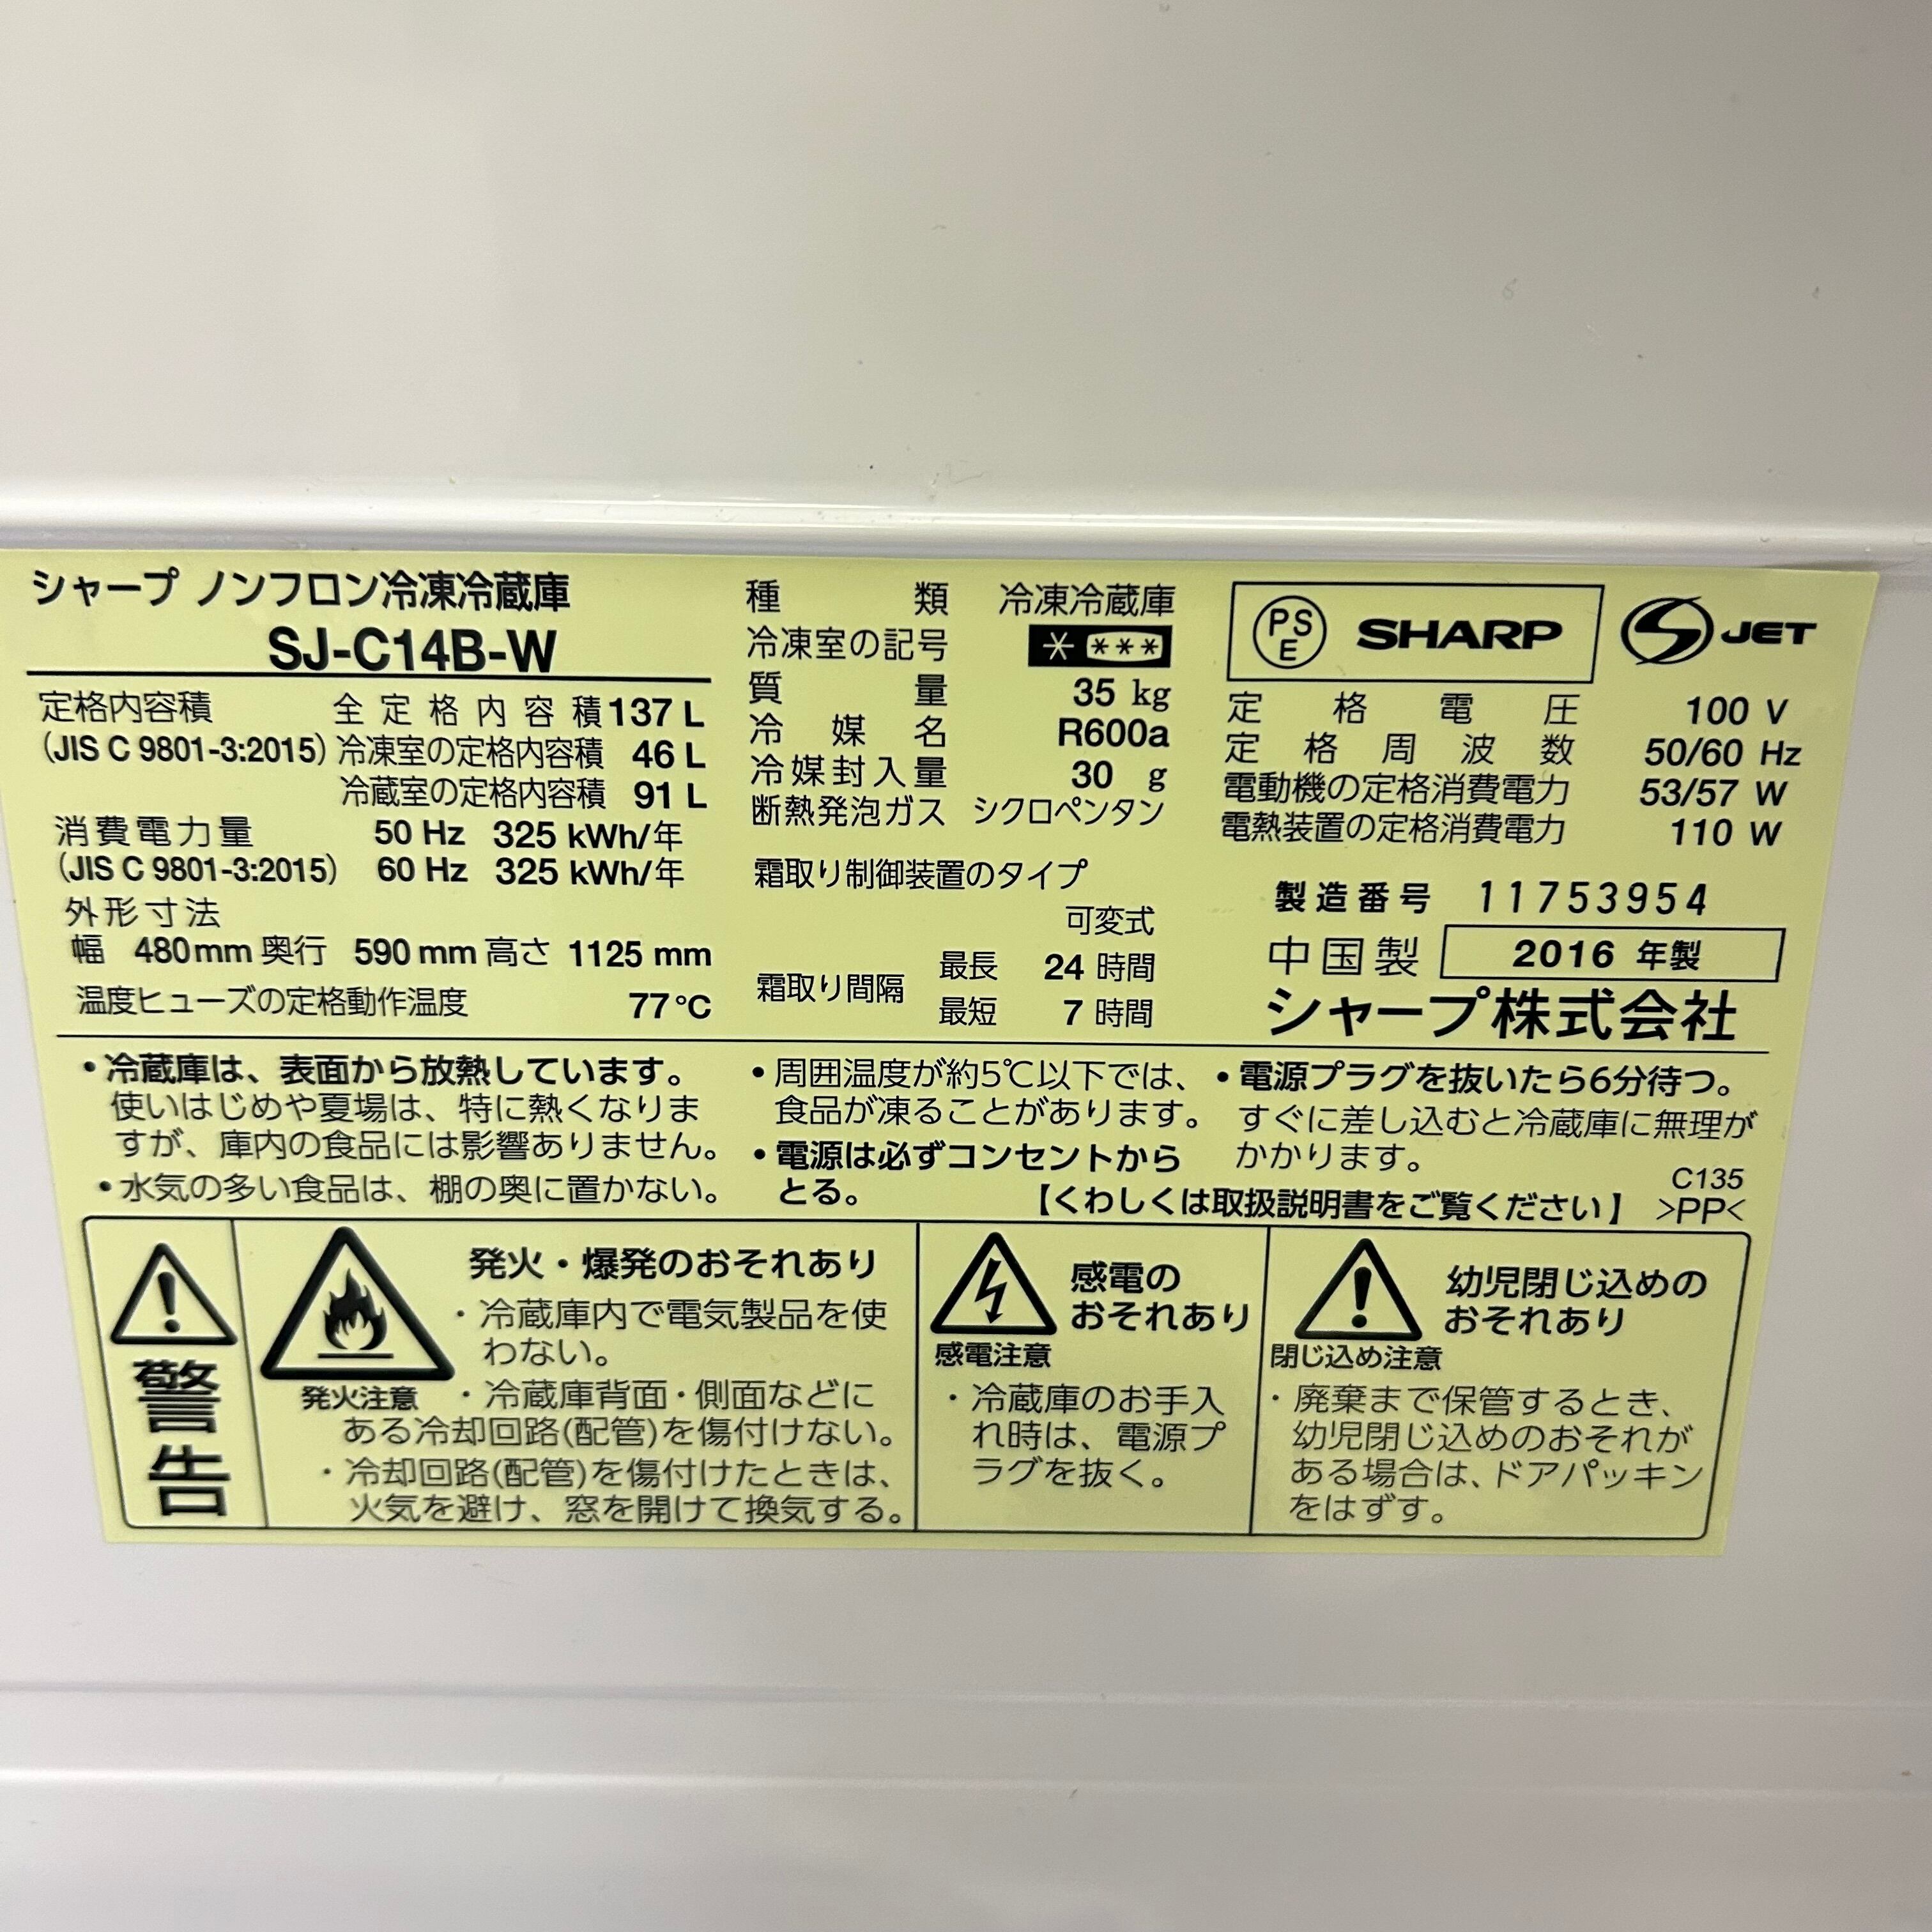 シャープ ノンフロン冷凍冷蔵庫
SJ-C14B-W
定格内容積 全定格内容積 137 L
(JIS C 9801-3:2015) 冷凍室の定格内容積 46 L
冷蔵室の定格内容積 91 L
消費電力量 50 Hz 325 kWh/年
(JIS C 9801-3:2015) 60 Hz 325 kWh/年
外形寸法
幅 480mm 奥行 590mm 高さ 1125 mm
温度ヒューズの定格動作温度 77℃
種類 冷凍冷蔵庫
冷凍室の記号 * ***
質量 35 kg
冷媒名 R600a
冷媒封入量 30 g
断熱発泡ガス シクロペンタン
霜取り制御装置のタイプ
可変式
霜取り間隔 最長 24 時間
最短 7 時間
PSE SHARP JET
定格電圧 100 V
定格周波数 50/60 Hz
電動機の定格消費電力 53/57 W
電熱装置の定格消費電力 110 W
製造番号 11753954
中国製 2016 年製
シャープ株式会社
・冷蔵庫は、表面から放熱しています。
使いはじめや夏場は、特に熱くなりま
すが、庫内の食品には影響ありません。
・水気の多い食品は、棚の奥に置かない。
・周囲温度が約5℃以下では、
食品が凍ることがあります。
・電源は必ずコンセントから
とる。
・電源プラグを抜いたら6分待つ。
すぐに差し込むと冷蔵庫に無理が
かかります。
【くわしくは取扱説明書をご覧ください】
C135
>PP<
警告
発火注意
発火・爆発のおそれあり
・冷蔵庫内で電気製品を使
わない。
・冷蔵庫背面・側面などに
ある冷却回路(配管)を傷付けない。
・冷却回路(配管)を傷付けたときは、
火気を避け、窓を開けて換気する。
感電注意
感電の
おそれあり
・冷蔵庫のお手入
れ時は、電源プ
ラグを抜く。
閉じ込め注意
幼児閉じ込めの
おそれあり
・廃棄まで保管するとき、
幼児閉じ込めのおそれが
ある場合は、ドアパッキン
をはずす。